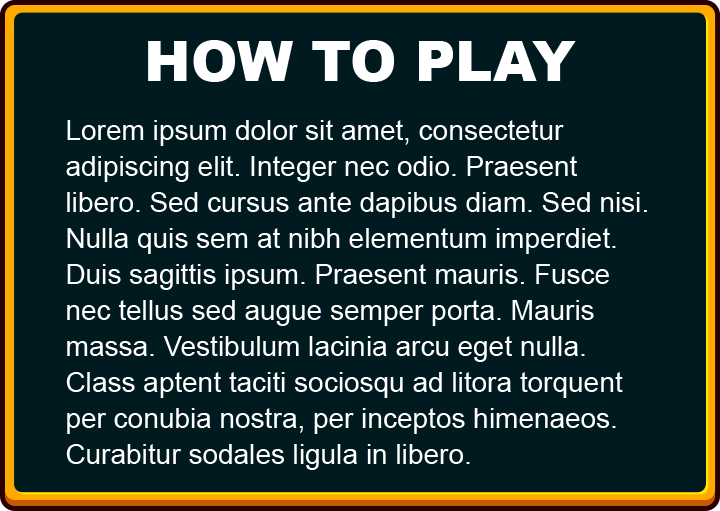 HOW TO PLAY
Lorem ipsum dolor sit amet, consectetur
adipiscing elit. Integer nec odio. Praesent
libero. Sed cursus ante dapibus diam. Sed nisi.
Nulla quis sem at nibh elementum imperdiet.
Duis sagittis ipsum. Praesent mauris. Fusce
nec tellus sed augue semper porta. Mauris
massa. Vestibulum lacinia arcu eget nulla.
Class aptent taciti sociosqu ad litora torquent
per conubia nostra, per inceptos himenaeos.
Curabitur sodales ligula in libero.